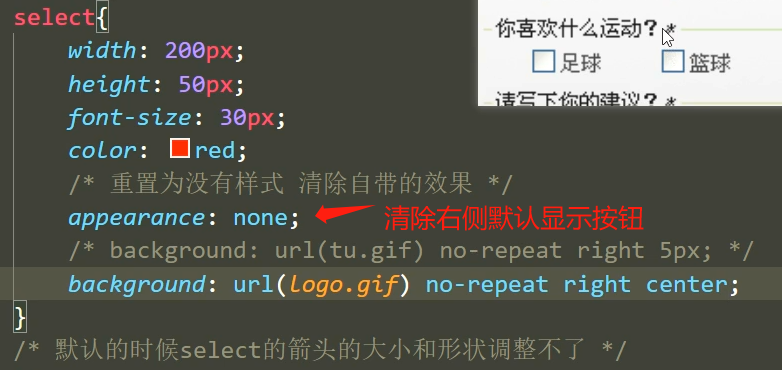 select{
width: 200px;
height: 50px;
font-size: 30px;
color: red;
/* 重置为没有样式 清除自带的效果 */
appearance: none;
清除右侧默认显示按钮
/* background: url(tu.gif) no-repeat right 5px; */
background: url(logo.gif) no-repeat right center;
}
/* 默认的时候select的箭头的大小和形状调整不了 */
你喜欢什么运动？*
足球 篮球
请写下你的建议？*